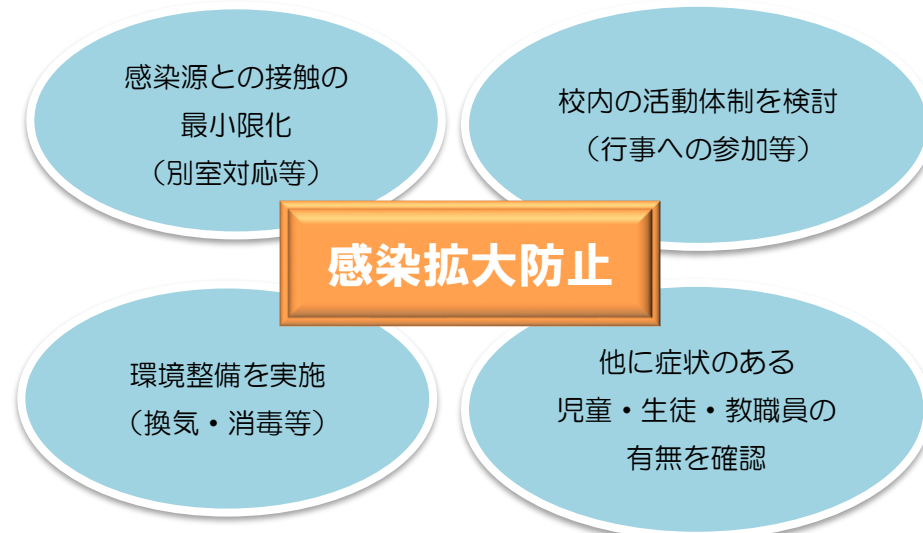 感染源との接触の
最小限化
（別室対応等）
校内の活動体制を検討
（行事への参加等）
感染拡大防止
環境整備を実施
（換気・消毒等）
他に症状のある
児童・生徒・教職員の
有無を確認